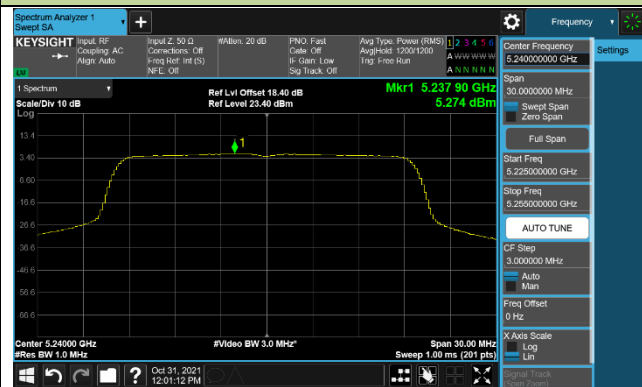 Spectrum Analyzer 1
Swept SA
Frequency
KEYSIGHT
Input: RF
Coupling: AC
Align: Auto
Input Z: 50 Ω
Corrections: Off
Freq Ref: Int (S)
NFE: Off
#Atten: 20 dB
PNO: Fast
Gate: Off
IF Gain: Low
Sig Track: Off
Avg Type: Power (RMS)
Avg|Hold: 1200/1200
Trig: Free Run
1 2 3 4 5 6
A W W W W W
A N N N N N
LXI
1 Spectrum
Scale/Div 10 dB
Log
Ref Lvl Offset 18.40 dB
Ref Level 23.40 dBm
Mkr1 5.237 90 GHz
5.274 dBm
1
13.4
3.40
-6.60
-16.6
-26.6
-36.6
-46.6
-56.6
-66.6
Center 5.24000 GHz
#Res BW 1.0 MHz
#Video BW 3.0 MHz*
Span 30.00 MHz
Sweep 1.00 ms (201 pts)
Oct 31, 2021
12:01:12 PM
Center Frequency
5.240000000 GHz
Settings
Span
30.0000000 MHz
Swept Span
Zero Span
Full Span
Start Freq
5.225000000 GHz
Stop Freq
5.255000000 GHz
AUTO TUNE
CF Step
3.000000 MHz
Auto
Man
Freq Offset
0 Hz
X Axis Scale
Log
Lin
Signal Track
(Span Zoom)